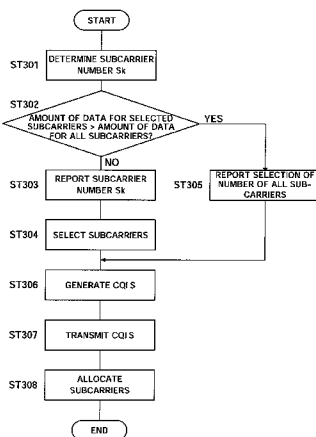 START
ST301
DETERMINE SUBCARRIER
NUMBER Sk
ST302
AMOUNT OF DATA FOR SELECTED
SUBCARRIERS > AMOUNT OF DATA
FOR ALL SUBCARRIERS?
YES
NO
ST303
REPORT SUBCARRIER
NUMBER Sk
ST305
REPORT SELECTION OF
NUMBER OF ALL SUB-
CARRIERS
ST304
SELECT SUBCARRIERS
ST306
GENERATE CQIS
ST307
TRANSMIT CQIS
ST308
ALLOCATE
SUBCARRIERS
END